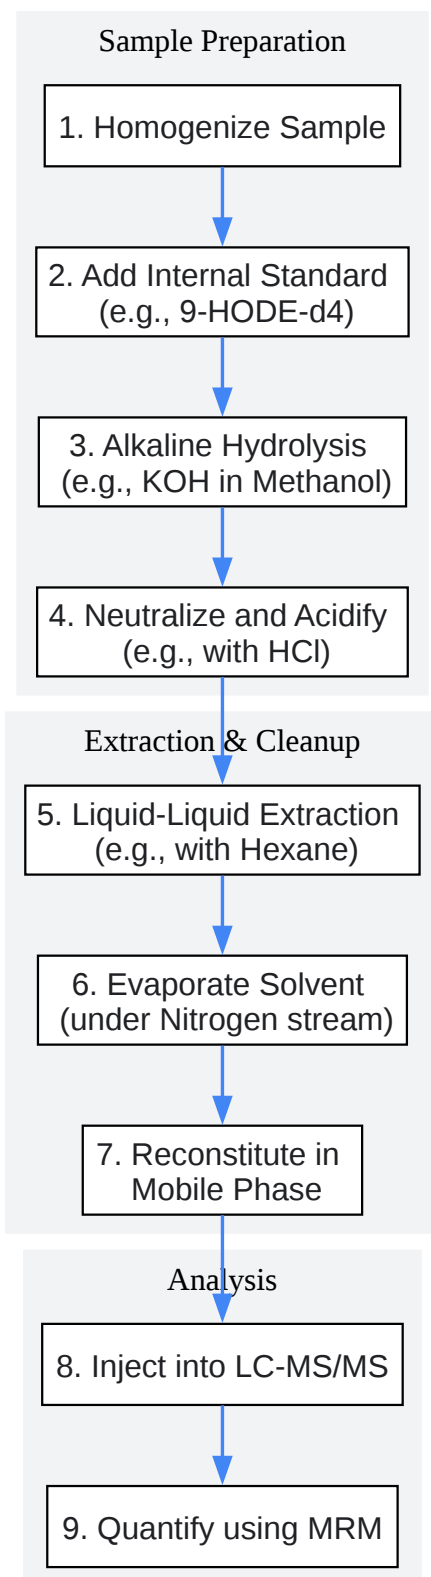 Sample Preparation
1. Homogenize Sample
2. Add Internal Standard
(e.g., 9-HODE-d4)
3. Alkaline Hydrolysis
(e.g., KOH in Methanol)
4. Neutralize and Acidify
(e.g., with HCl)
Extraction & Cleanup
5. Liquid-Liquid Extraction
(e.g., with Hexane)
6. Evaporate Solvent
(under Nitrogen stream)
7. Reconstitute in
Mobile Phase
Analysis
8. Inject into LC-MS/MS
9. Quantify using MRM